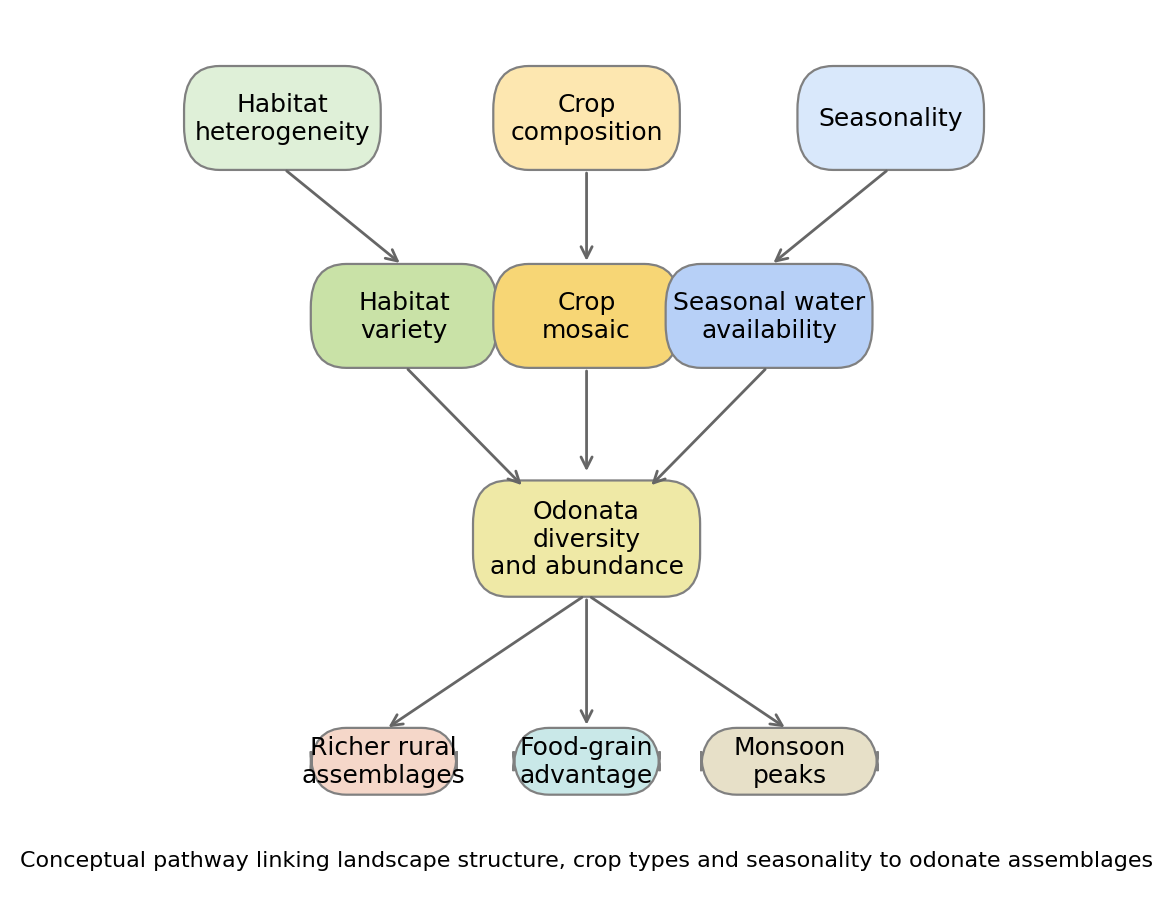 Habitat
heterogeneity
Crop
composition
Seasonality
Habitat
variety
Crop
mosaic
Seasonal water
availability
Odonata
diversity
and abundance
Richer rural
assemblages
Food-grain
advantage
Monsoon
peaks
Conceptual pathway linking landscape structure, crop types and seasonality to odonate assemblages